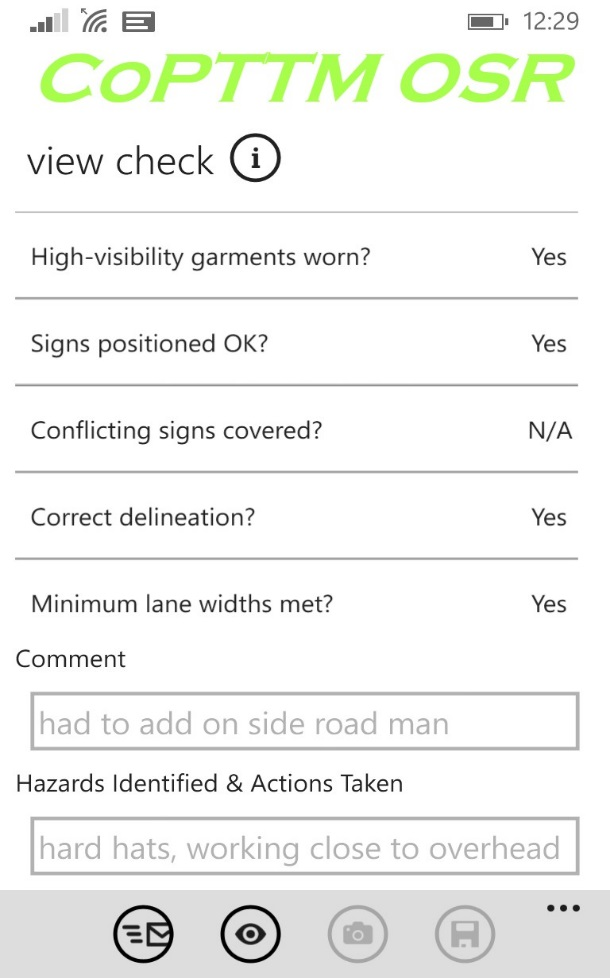 12:29
CoPTTM OSR
view check i
High-visibility garments worn? Yes
Signs positioned OK? Yes
Conflicting signs covered? N/A
Correct delineation? Yes
Minimum lane widths met? Yes
Comment
had to add on side road man
Hazards Identified & Actions Taken
hard hats, working close to overhead